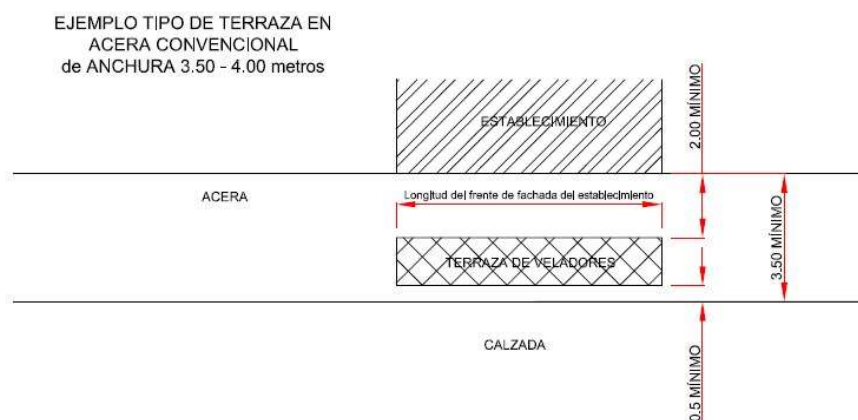 EJEMPLO TIPO DE TERRAZA EN
ACERA CONVENCIONAL
de ANCHURA 3.50 - 4.00 metros
2.00 MÍNIMO
ESTABLECIMIENTO
ACERA
Longitud del frente de fachada del establecimiento
3.50 MÍNIMO
TERRAZA DE VELADORES
CALZADA
0.5 MÍNIMO